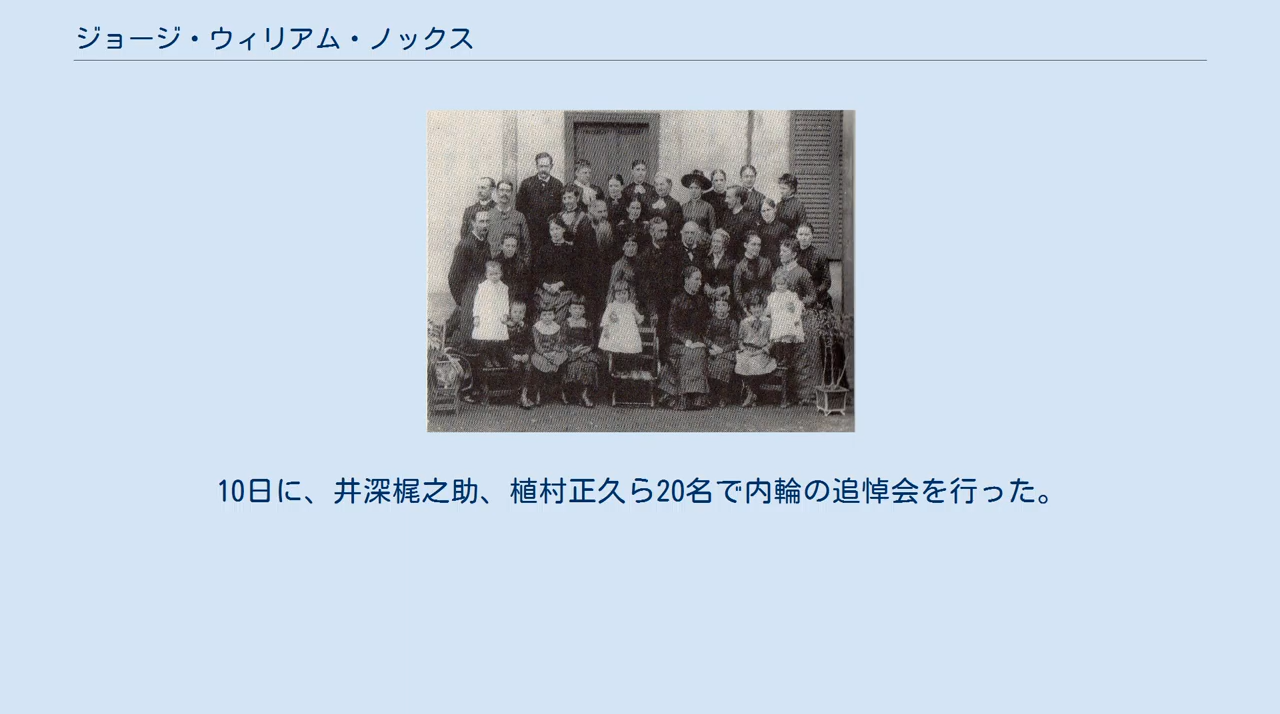 ジョージ・ウィリアム・ノックス
10日に、井深梶之助、植村正久ら20名で内輪の追悼会を行った。